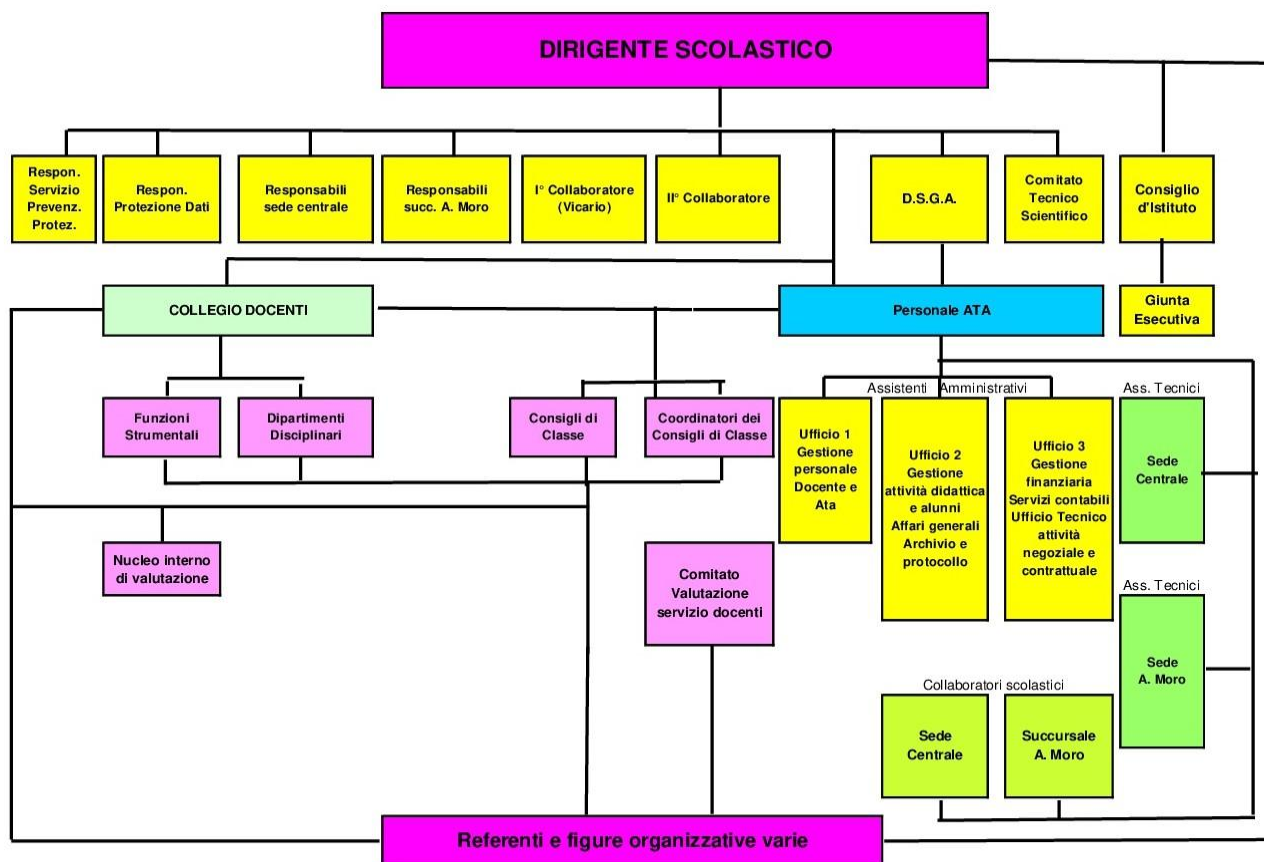 DIRIGENTE SCOLASTICO
Respon.
Servizio
Prevenz.
Protez.
Respon.
Protezione Dati
Responsabili
sede centrale
Responsabili
succ. A. Moro
I° Collaboratore
(Vicario)
II° Collaboratore
D.S.G.A.
Comitato
Tecnico
Scientifico
Consiglio
d'Istituto
COLLEGIO DOCENTI
Personale ATA
Giunta
Esecutiva
Funzioni
Strumentali
Dipartimenti
Disciplinari
Consigli di
Classe
Coordinatori dei
Consigli di Classe
Assistenti Amministrativi
Ufficio 1
Gestione
personale
Docente e
Ata
Ufficio 2
Gestione
attività didattica
e alunni
Affari generali
Archivio e
protocollo
Ufficio 3
Gestione
finanziaria
Servizi contabili
Ufficio Tecnico
attività
negoziale e
contrattuale
Ass. Tecnici
Sede
Centrale
Nucleo interno
di valutazione
Comitato
Valutazione
servizio docenti
Ass. Tecnici
Sede
A. Moro
Collaboratori scolastici
Sede
Centrale
Succursale
A. Moro
Referenti e figure organizzative varie